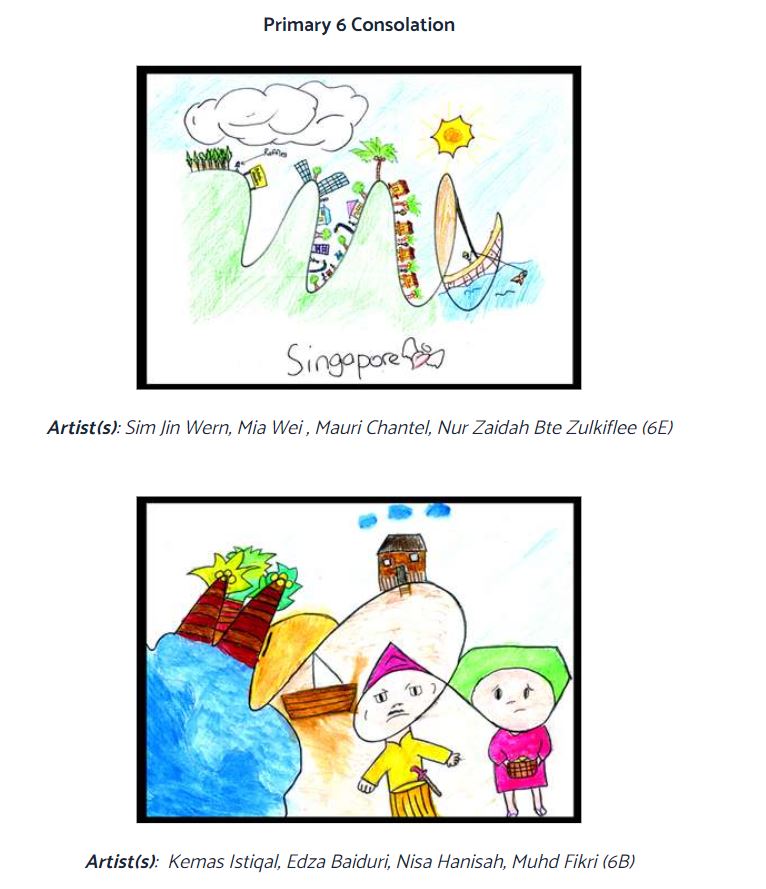 Primary 6 Consolation
Raffles
Singapore
Artist(s): Sim Jin Wern, Mia Wei , Mauri Chantel, Nur Zaidah Bte Zulkiflee (6E)
Artist(s):  Kemas Istiqal, Edza Baiduri, Nisa Hanisah, Muhd Fikri (6B)